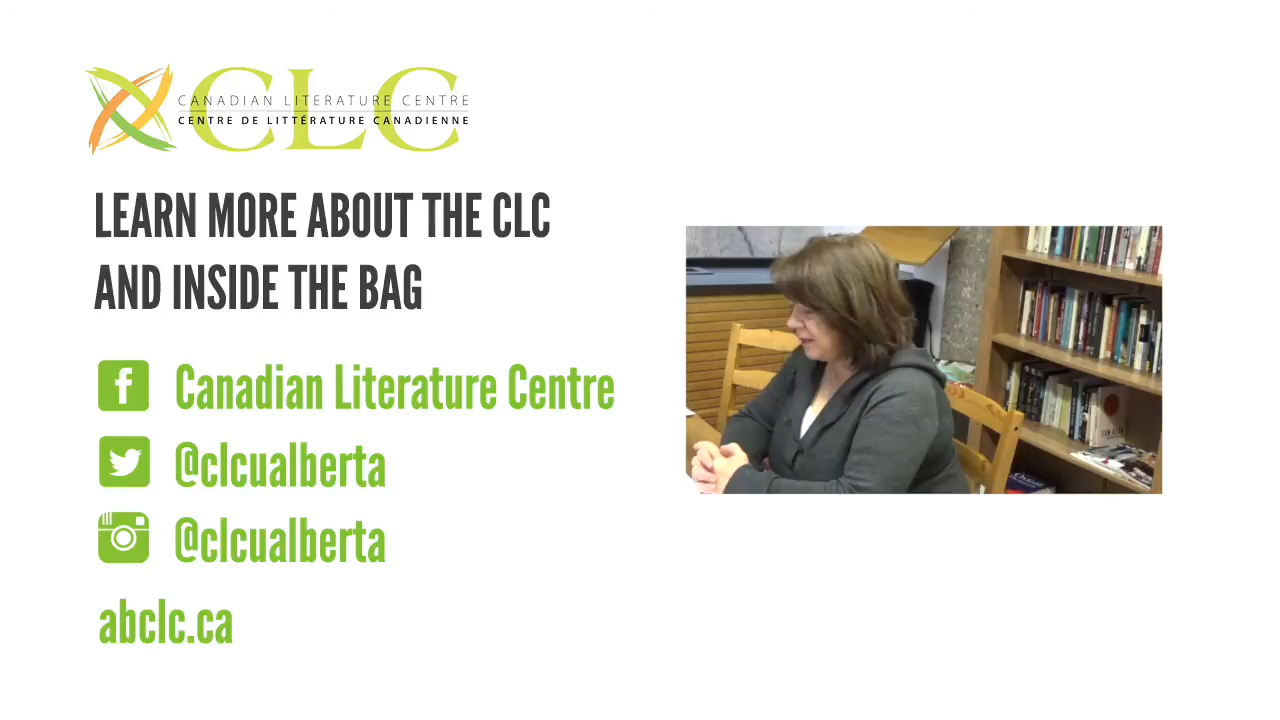 CLC
CANADIAN LITERATURE CENTRE
CENTRE DE LITTÉRATURE CANADIENNE
LEARN MORE ABOUT THE CLC
AND INSIDE THE BAG
Canadian Literature Centre
@clcualberta
@clcualberta
abclc.ca